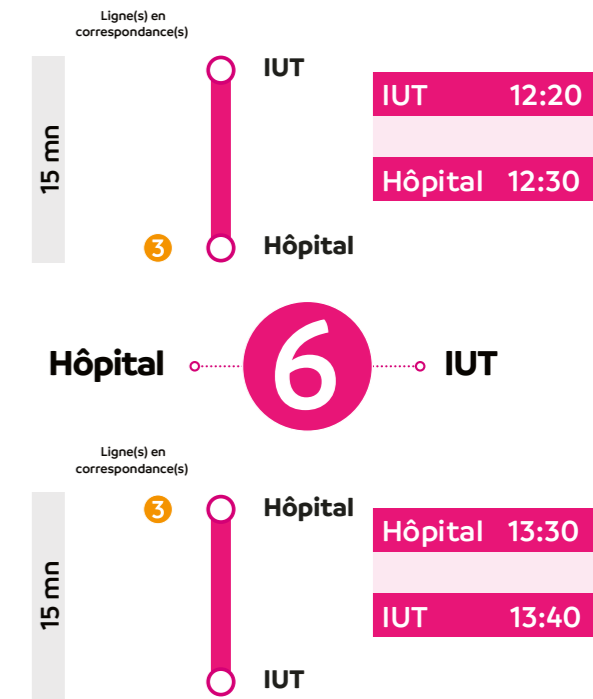 Ligne(s) en
correspondance(s)
IUT
IUT 12:20
15 mn
Hôpital 12:30
3 Hôpital
Hôpital 6 IUT
Ligne(s) en
correspondance(s)
3 Hôpital
Hôpital 13:30
15 mn
IUT 13:40
IUT